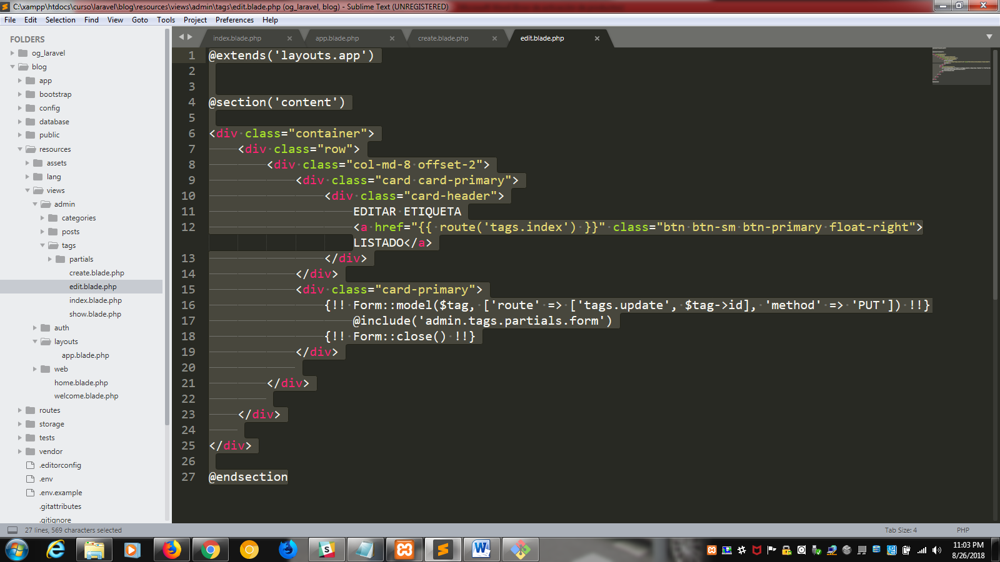 C:\xampp\htdocs\curso\laravel\blog\resources\views\admin\tags\edit.blade.php (og_laravel, blog) - Sublime Text (UNREGISTERED)
File Edit Selection Find View Goto Tools Project Preferences Help
FOLDERS
og_laravel
blog
app
bootstrap
config
database
public
resources
assets
lang
views
admin
categories
posts
tags
partials
create.blade.php
edit.blade.php
index.blade.php
show.blade.php
auth
layouts
app.blade.php
web
home.blade.php
welcome.blade.php
routes
storage
tests
vendor
.editorconfig
.env
.env.example
.gitattributes
.gitignore
index.blade.php × app.blade.php × create.blade.php × edit.blade.php ×
1 @extends('layouts.app')
2
3
4 @section('content')
5
6 <div class="container">
7 <div class="row">
8 <div class="col-md-8 offset-2">
9 <div class="card card-primary">
10 <div class="card-header">
11 EDITAR ETIQUETA
12 <a href="{{ route('tags.index') }}" class="btn btn-sm btn-primary float-right">
LISTADO</a>
13 </div>
14 </div>
15 <div class="card-primary">
16 {!! Form::model($tag, ['route' => ['tags.update', $tag->id], 'method' => 'PUT']) !!}
17 @include('admin.tags.partials.form')
18 {!! Form::close() !!}
19 </div>
20
21 </div>
22
23 </div>
24
25 </div>
26
27 @endsection
27 lines, 569 characters selected Tab Size: 4 PHP
11:03 PM
8/26/2018